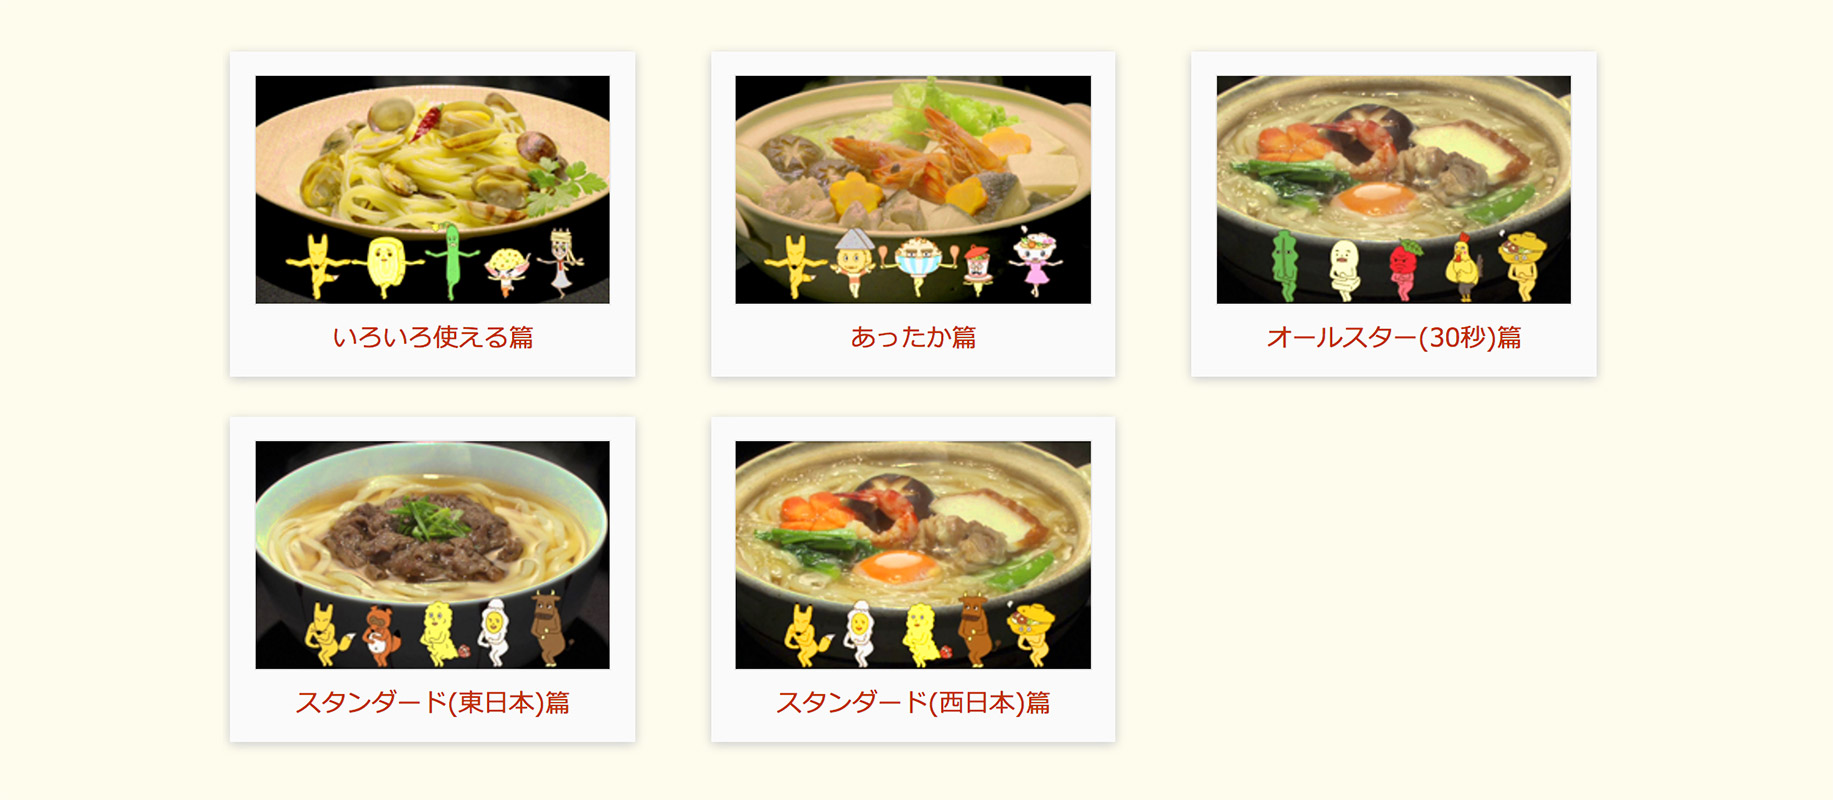 いろいろ使える篇
あったか篇
オールスター(30秒)篇
スタンダード(東日本)篇
スタンダード(西日本)篇